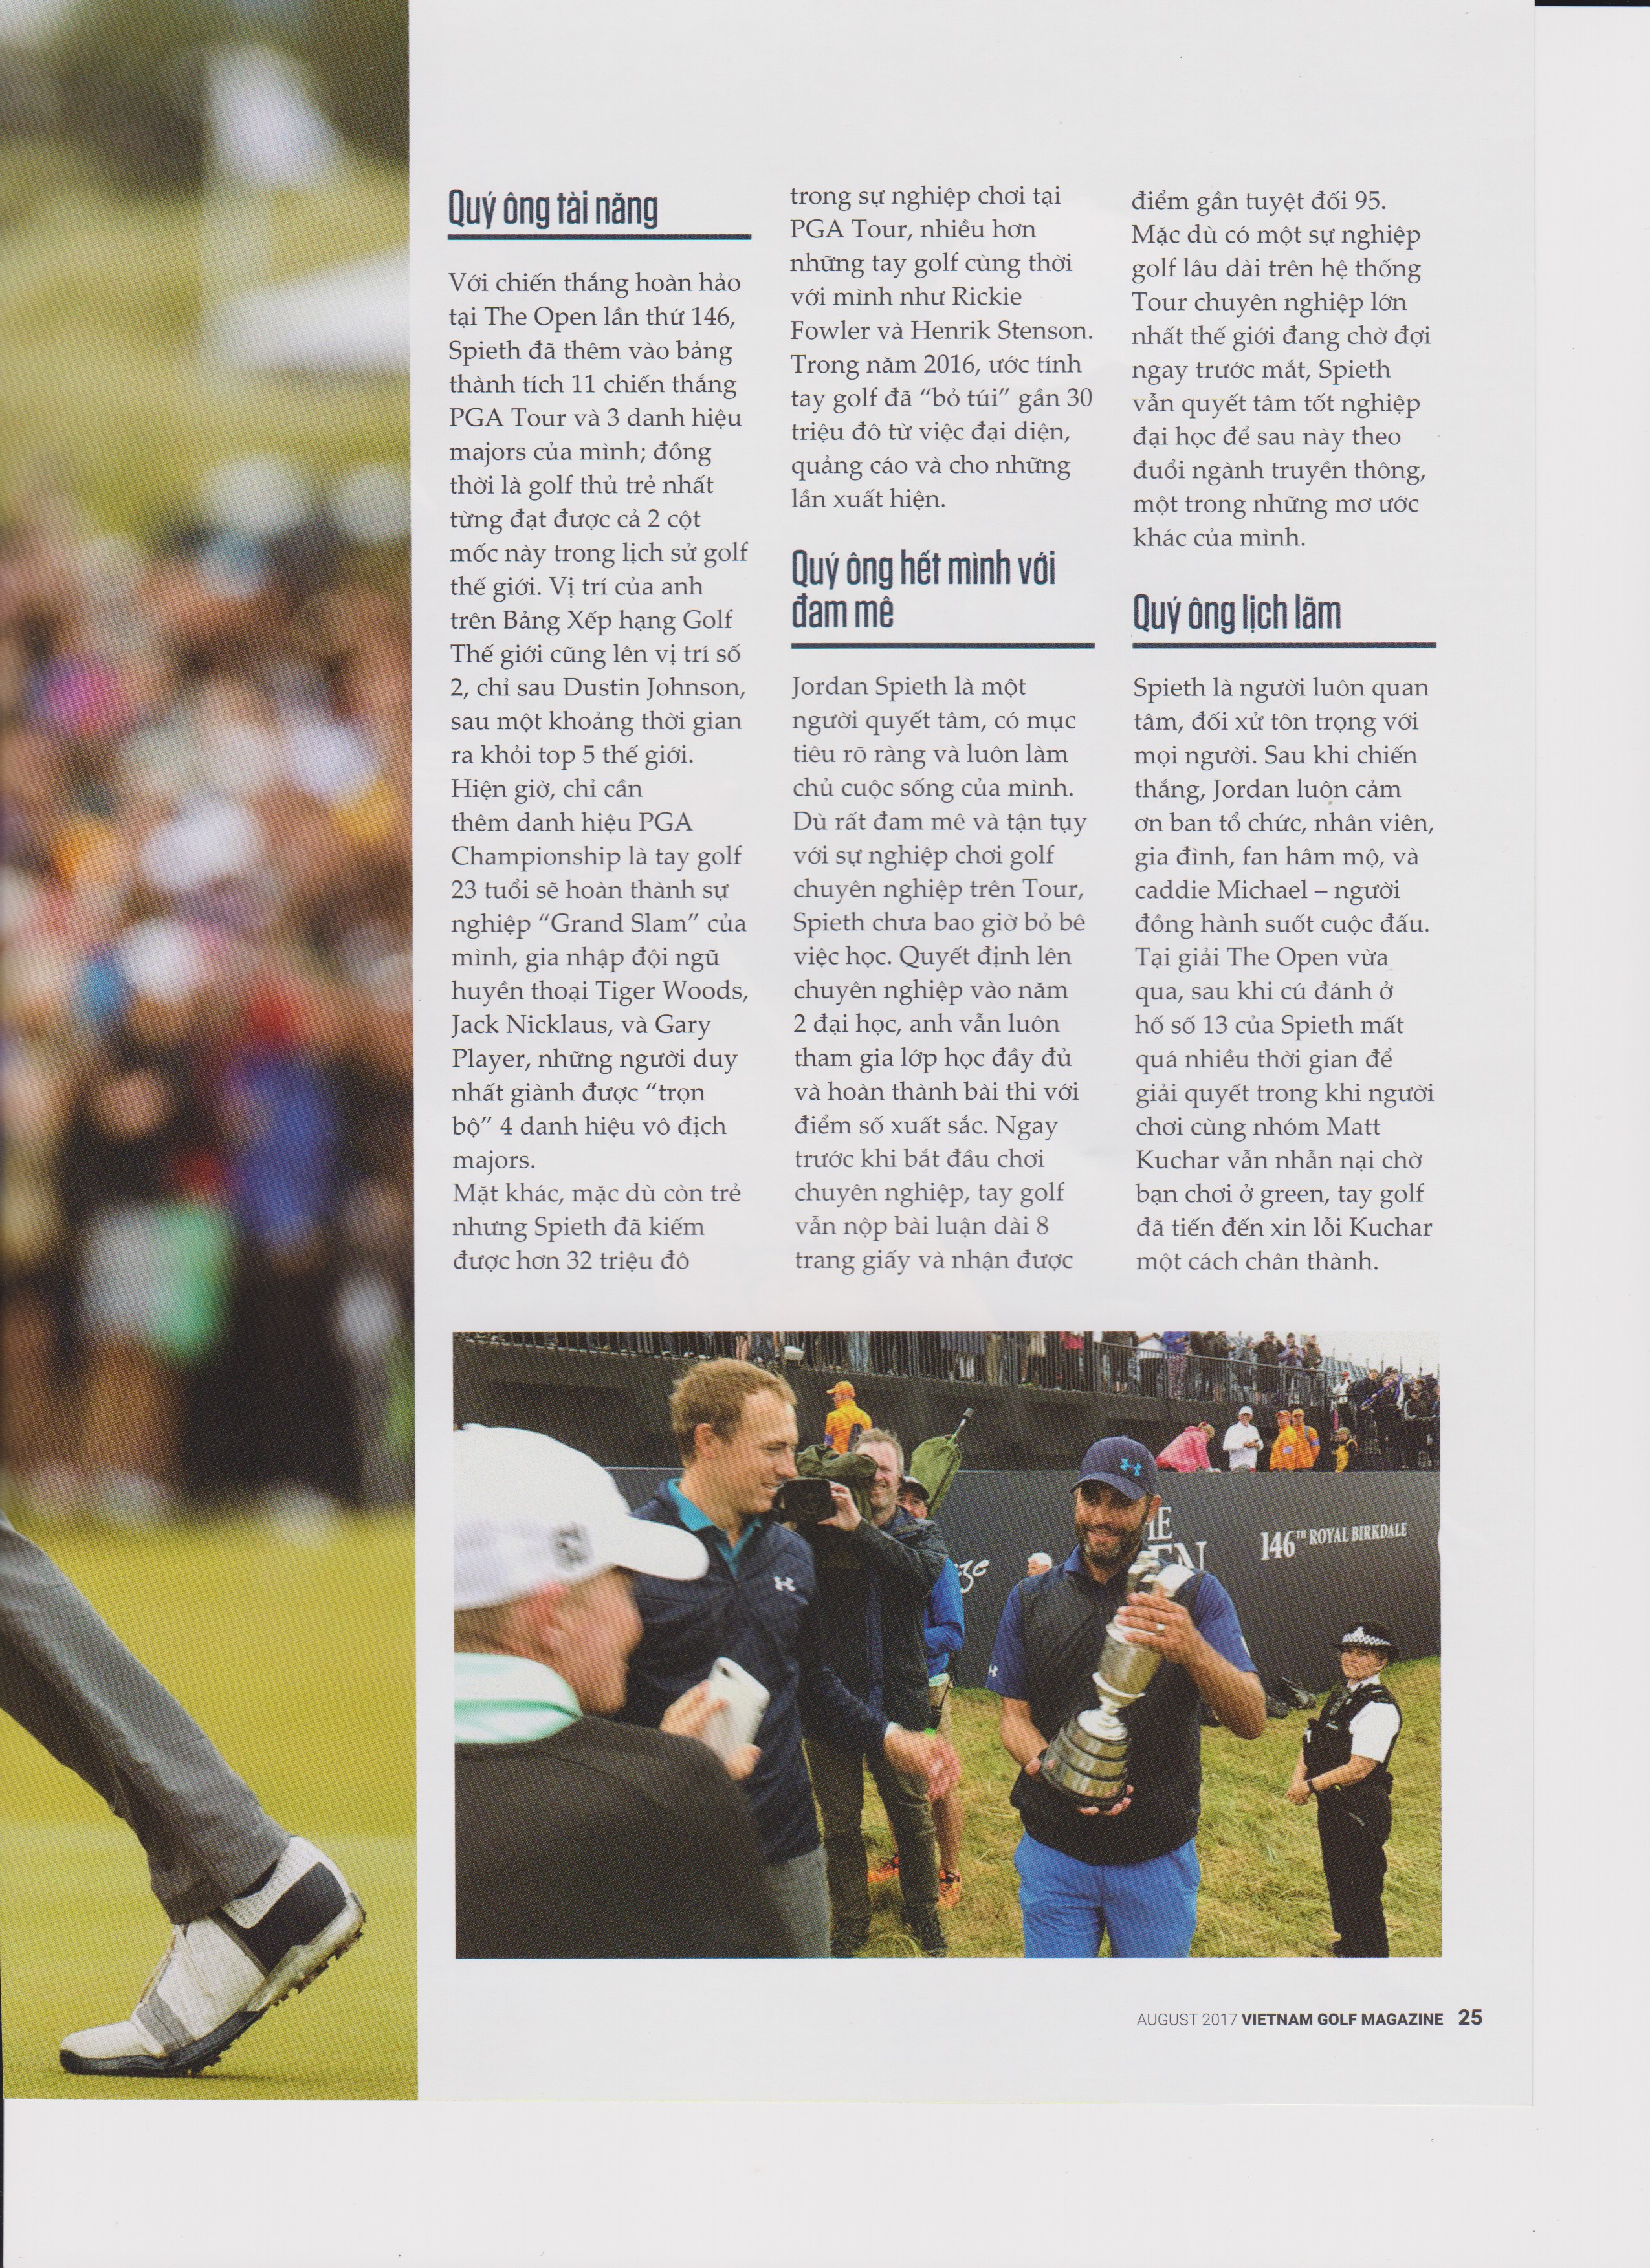 Quý ông tài năng
Với chiến thắng hoàn hảo
tại The Open lần thứ 146,
Spieth đã thêm vào bảng
thành tích 11 chiến thắng
PGA Tour và 3 danh hiệu
majors của mình; đồng
thời là golf thủ trẻ nhất
từng đạt được cả 2 cột
mốc này trong lịch sử golf
thế giới. Vị trí của anh
trên Bảng Xếp hạng Golf
Thế giới cũng lên vị trí số
2, chỉ sau Dustin Johnson,
sau một khoảng thời gian
ra khỏi top 5 thế giới.
Hiện giờ, chỉ cần
thêm danh hiệu PGA
Championship là tay golf
23 tuổi sẽ hoàn thành sự
nghiệp “Grand Slam” của
mình, gia nhập đội ngũ
huyền thoại Tiger Woods,
Jack Nicklaus, và Gary
Player, những người duy
nhất giành được “trọn
bộ” 4 danh hiệu vô địch
majors.
Mặt khác, mặc dù còn trẻ
nhưng Spieth đã kiếm
được hơn 32 triệu đô
trong sự nghiệp chơi tại
PGA Tour, nhiều hơn
những tay golf cùng thời
với mình như Rickie
Fowler và Henrik Stenson.
Trong năm 2016, ước tính
tay golf đã “bỏ túi” gần 30
triệu đô từ việc đại diện,
quảng cáo và cho những
lần xuất hiện.
Quý ông hết mình với
đam mê
Jordan Spieth là một
người quyết tâm, có mục
tiêu rõ ràng và luôn làm
chủ cuộc sống của mình.
Dù rất đam mê và tận tụy
với sự nghiệp chơi golf
chuyên nghiệp trên Tour,
Spieth chưa bao giờ bỏ bê
việc học. Quyết định lên
chuyên nghiệp vào năm
2 đại học, anh vẫn luôn
tham gia lớp học đầy đủ
và hoàn thành bài thi với
điểm số xuất sắc. Ngay
trước khi bắt đầu chơi
chuyên nghiệp, tay golf
vẫn nộp bài luận dài 8
trang giấy và nhận được
điểm gần tuyệt đối 95.
Mặc dù có một sự nghiệp
golf lâu dài trên hệ thống
Tour chuyên nghiệp lớn
nhất thế giới đang chờ đợi
ngay trước mắt, Spieth
vẫn quyết tâm tốt nghiệp
đại học để sau này theo
đuổi ngành truyền thông,
một trong những mơ ước
khác của mình.
Quý ông lịch lãm
Spieth là người luôn quan
tâm, đối xử tôn trọng với
mọi người. Sau khi chiến
thắng, Jordan luôn cảm
ơn ban tổ chức, nhân viên,
gia đình, fan hâm mộ, và
caddie Michael – người
đồng hành suốt cuộc đấu.
Tại giải The Open vừa
qua, sau khi cú đánh ở
hố số 13 của Spieth mất
quá nhiều thời gian để
giải quyết trong khi người
chơi cùng nhóm Matt
Kuchar vẫn nhẫn nại chờ
bạn chơi ở green, tay golf
đã tiến đến xin lỗi Kuchar
một cách chân thành.
146TH ROYAL BIRKDALE
AUGUST 2017 VIETNAM GOLF MAGAZINE 25